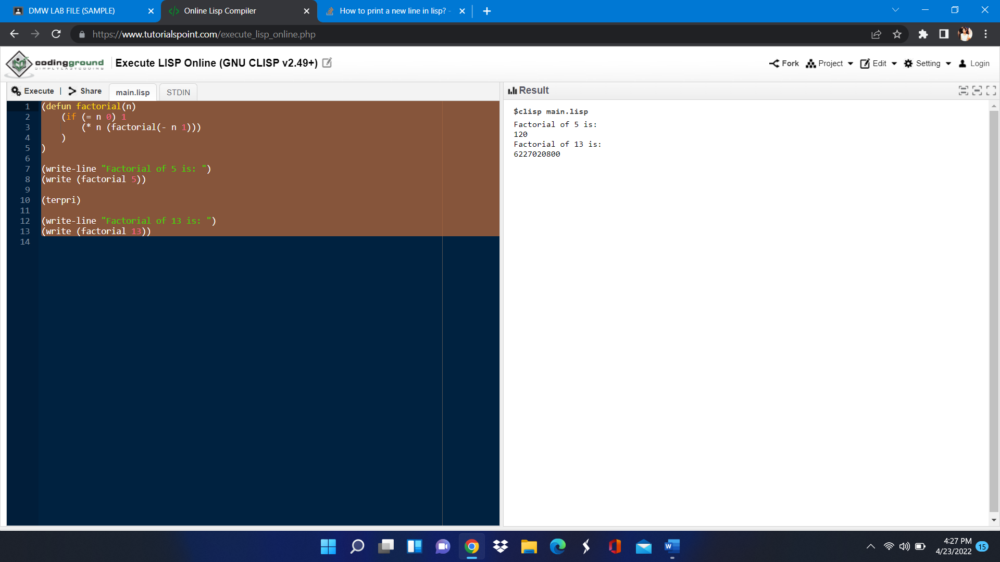 DMW LAB FILE (SAMPLE)
Online Lisp Compiler
How to print a new line in lisp? -
https://www.tutorialspoint.com/execute_lisp_online.php
codingground
SIMPLYEASYCODING
Execute LISP Online (GNU CLISP v2.49+)
Fork Project Edit Setting Login
Execute | Share main.lisp STDIN
Result
1 (defun factorial(n)
2 (if (= n 0) 1
3 (* n (factorial(- n 1)))
4 )
5 )
6
7 (write-line "Factorial of 5 is: ")
8 (write (factorial 5))
9
10 (terpri)
11
12 (write-line "Factorial of 13 is: ")
13 (write (factorial 13))
14
$clisp main.lisp
Factorial of 5 is:
120
Factorial of 13 is:
6227020800
4:27 PM
4/23/2022
15